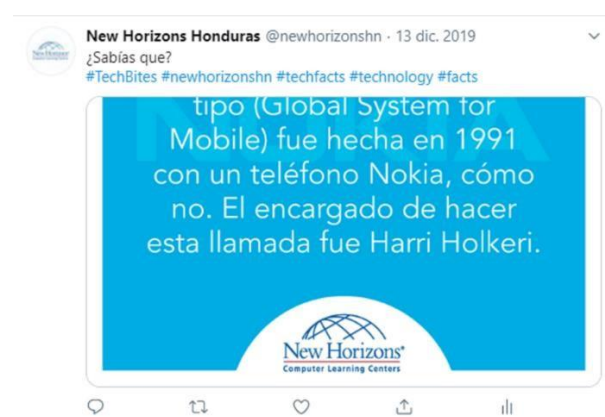 New Horizons Honduras @newhorizonshn · 13 dic. 2019
¿Sabías que?
#TechBites #newhorizonshn #techfacts #technology #facts
tipo (Global System for
Mobile) fue hecha en 1991
con un teléfono Nokia, cómo
no. El encargado de hacer
esta llamada fue Harri Holkeri.
New Horizons
Computer Learning Centers